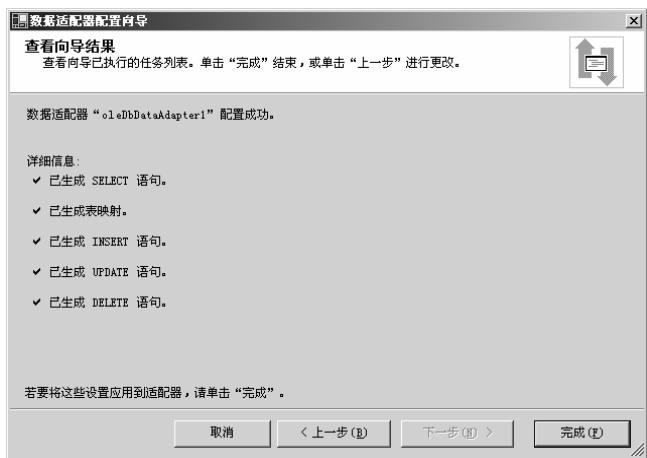 数据适配器配置向导
查看向导结果
查看向导已执行的任务列表。单击“完成”结束，或单击“上一步”进行更改。
数据适配器“oleDbDataAdapter1”配置成功。
详细信息:
已生成 SELECT 语句。
已生成表映射。
已生成 INSERT 语句。
已生成 UPDATE 语句。
已生成 DELETE 语句。
若要将这些设置应用到适配器，请单击“完成”。
取消 < 上一步(B) 下一步(N) > 完成(F)